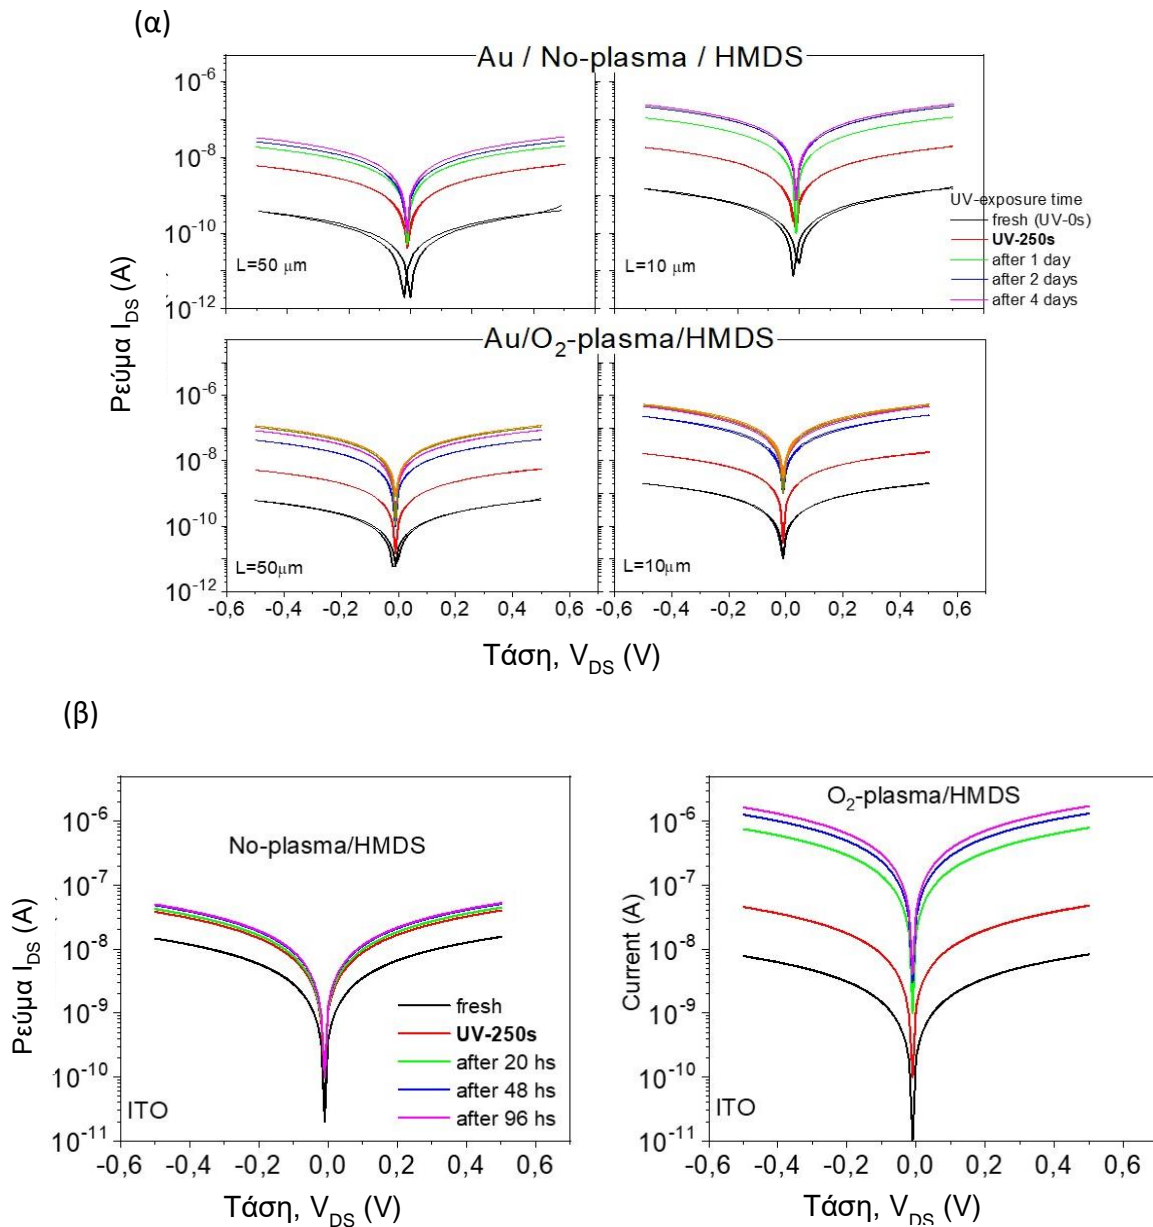 (α)
Au / No-plasma / HMDS
10⁻⁶
10⁻⁸
10⁻¹⁰
10⁻¹²
L=50 μm
L=10 μm
UV-exposure time
fresh (UV-0s)
UV-250s
after 1 day
after 2 days
after 4 days
Ρεύμα I_DS (A)
Au/O₂-plasma/HMDS
10⁻⁶
10⁻⁸
10⁻¹⁰
10⁻¹²
L=50μm
L=10μm
-0,6 -0,4 -0,2 0,0 0,2 0,4 0,6 -0,6 -0,4 -0,2 0,0 0,2 0,4 0,6
Τάση, V_DS (V)
(β)
No-plasma/HMDS
10⁻⁶
10⁻⁷
10⁻⁸
10⁻⁹
10⁻¹⁰
10⁻¹¹
Ρεύμα I_DS (A)
fresh
UV-250s
after 20 hs
after 48 hs
after 96 hs
ITO
-0,6 -0,4 -0,2 0,0 0,2 0,4 0,6
Τάση, V_DS (V)
O₂-plasma/HMDS
10⁻⁶
10⁻⁷
10⁻⁸
10⁻⁹
10⁻¹⁰
10⁻¹¹
Current (A)
ITO
-0,6 -0,4 -0,2 0,0 0,2 0,4 0,6
Τάση, V_DS (V)